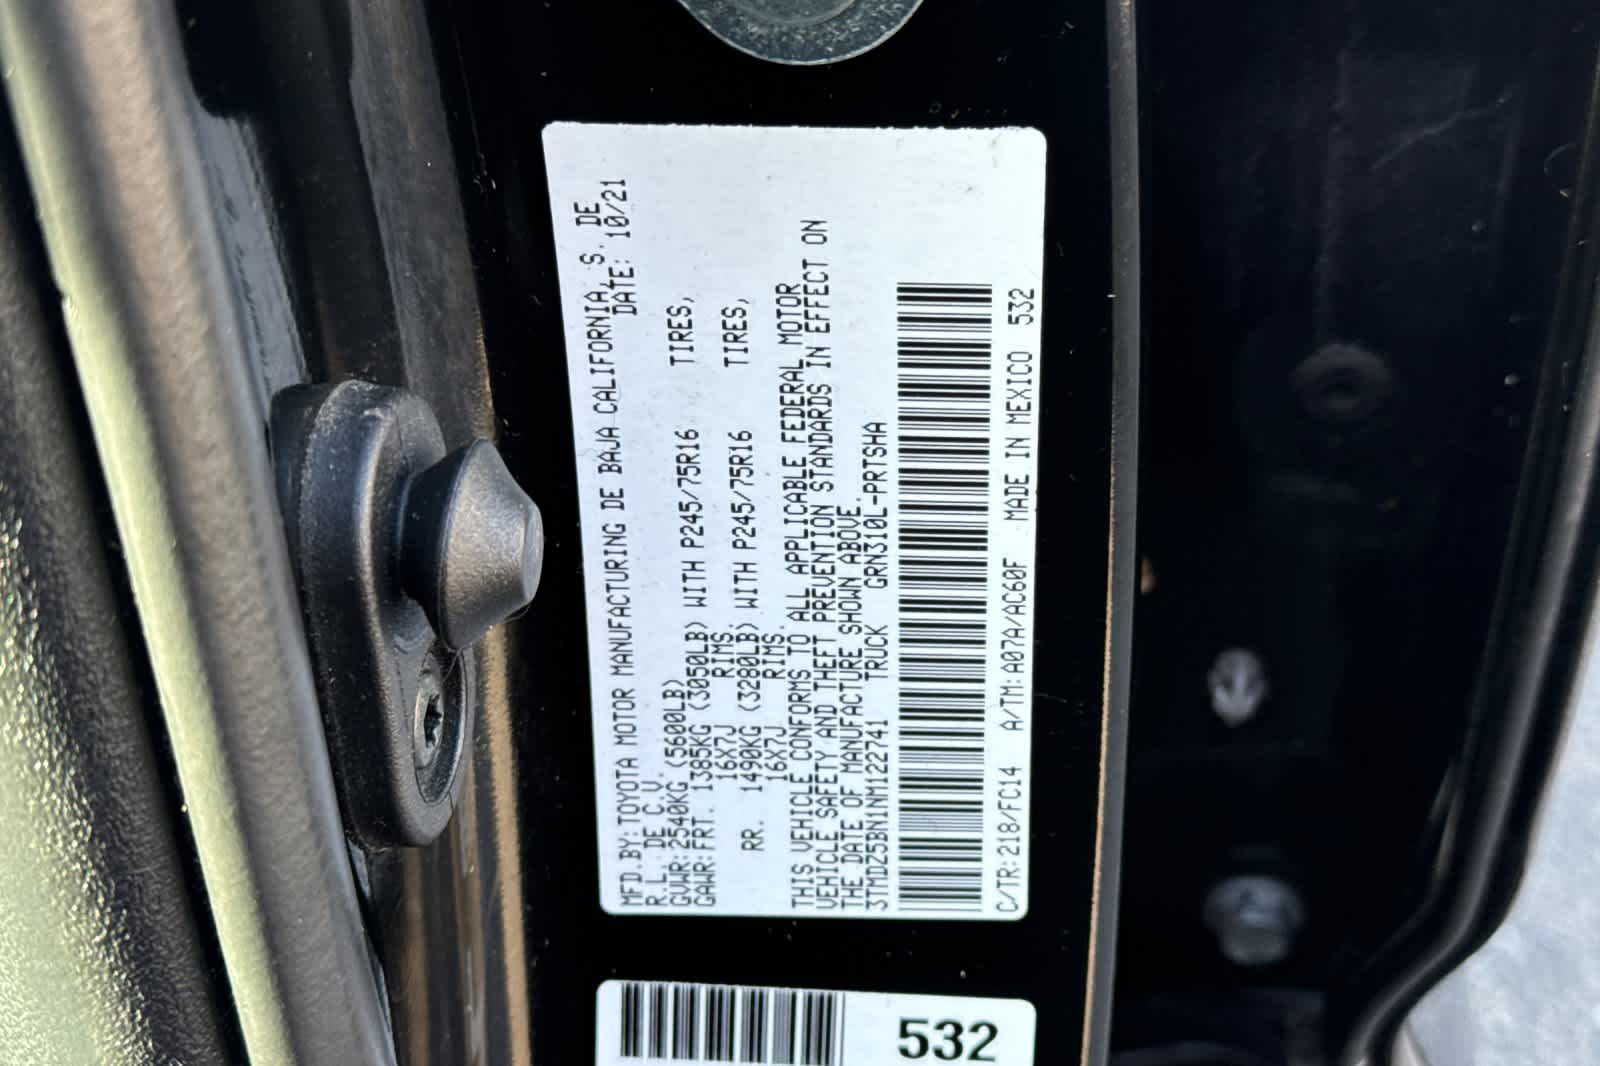 MFD.BY:TOYOTA MOTOR MANUFACTURING DE BAJA CALIFORNIA, S. DE
R.L. DE C.V. DATE: 10/21
GVWR:2540KG (5600LB)
GAWR:FRT. 1385KG (3050LB) WITH P245/75R16 TIRES,
16X7J RIMS.
RR. 1490KG (3280LB) WITH P245/75R16 TIRES,
16X7J RIMS.
THIS VEHICLE CONFORMS TO ALL APPLICABLE FEDERAL MOTOR
VEHICLE SAFETY AND THEFT PREVENTION STANDARDS IN EFFECT ON
THE DATE OF MANUFACTURE SHOWN ABOVE.
3TMDZ5BN1NM122741 TRUCK GRN310L-PRTSHA
C/TR:218/FC14 A/TM:A07A/AC60F MADE IN MEXICO 532
532